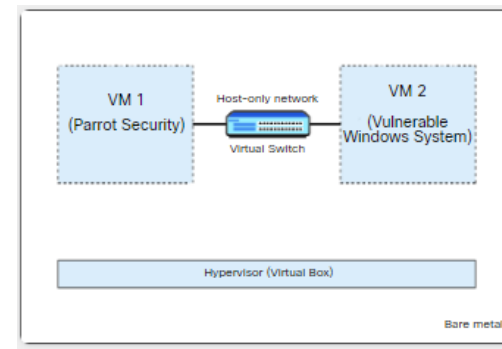 VM 1
(Parrot Security)
Host-only network
Virtual Switch
VM 2
(Vulnerable
Windows System)
Hypervisor (Virtual Box)
Bare metal